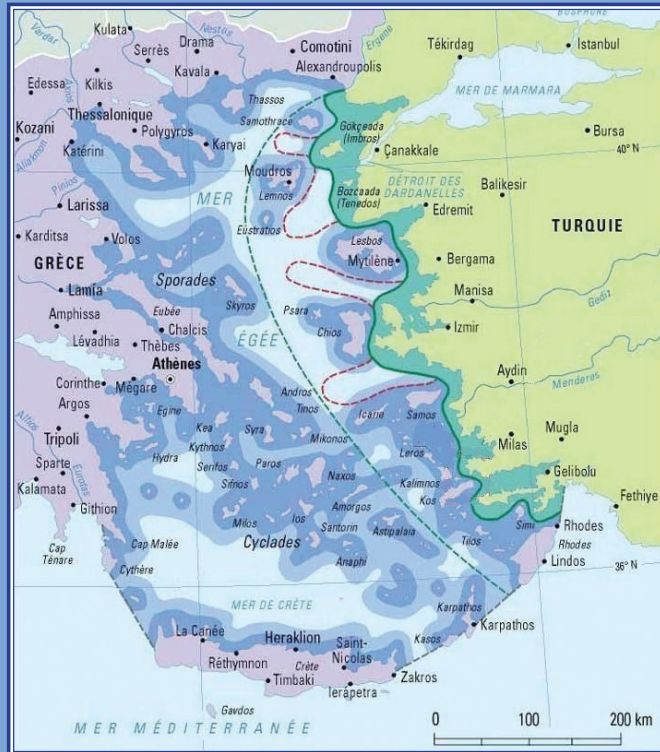 BOSPHORE
Kulata
Vardar
Nestos
Drama
Serrès
Comotini
Ergene
Istanbul
Tékirdag
Edessa
Kilkis
Kavala
Alexandroupolis
Axios
MER DE MARMARA
Thessalonique
Thassos
Samothrace
Kozani
Polygyros
Karyai
Gökçeada
(Imbros)
Çanakkale
Bursa
40° N
Aliakmon
Katérini
Moudros
Lemnos
Bozcaada
(Tenedos)
DÉTROIT DES
DARDANELLES
Balikesir
Pinios
MER
Larissa
Eustratios
Edremit
Karditsa
Volos
Lesbos
Mytilène
TURQUIE
Bergama
GRÈCE
Sporades
Lamía
Skyros
Psara
Manisa
Gediz
Amphissa
Eubée
Chalcis
ÉGÉE
Chios
Izmir
Lévadhia
Thèbes
Athènes
Corinthe
Mégare
Aydin
Menderas
Argos
Andros
Tinos
Icarie
Samos
Alfios
Egine
Kea
Syra
Mikonos
Tripoli
Kythnos
Milas
Mugla
Hydra
Serifos
Paros
Leros
Sparte
Eurotas
Sifnos
Naxos
Kalimnos
Gelibolu
Kalamata
Githion
Amorgos
Kos
Fethiye
Milos
Ios
Santorin
Astipalaia
Simi
Rhodes
Cap
Ténare
Cap Malée
Cyclades
Tilos
Rhodes
Cythère
Anaphi
Lindos
36° N
MER DE CRÈTE
Karpathos
La Canée
Heraklion
Saint-
Nicolas
Kasos
Karpathos
Réthymnon
Crète
Timbaki
Zakros
Ierápetra
Gavdos
MER MÉDITERRANÉE
0 100 200 km